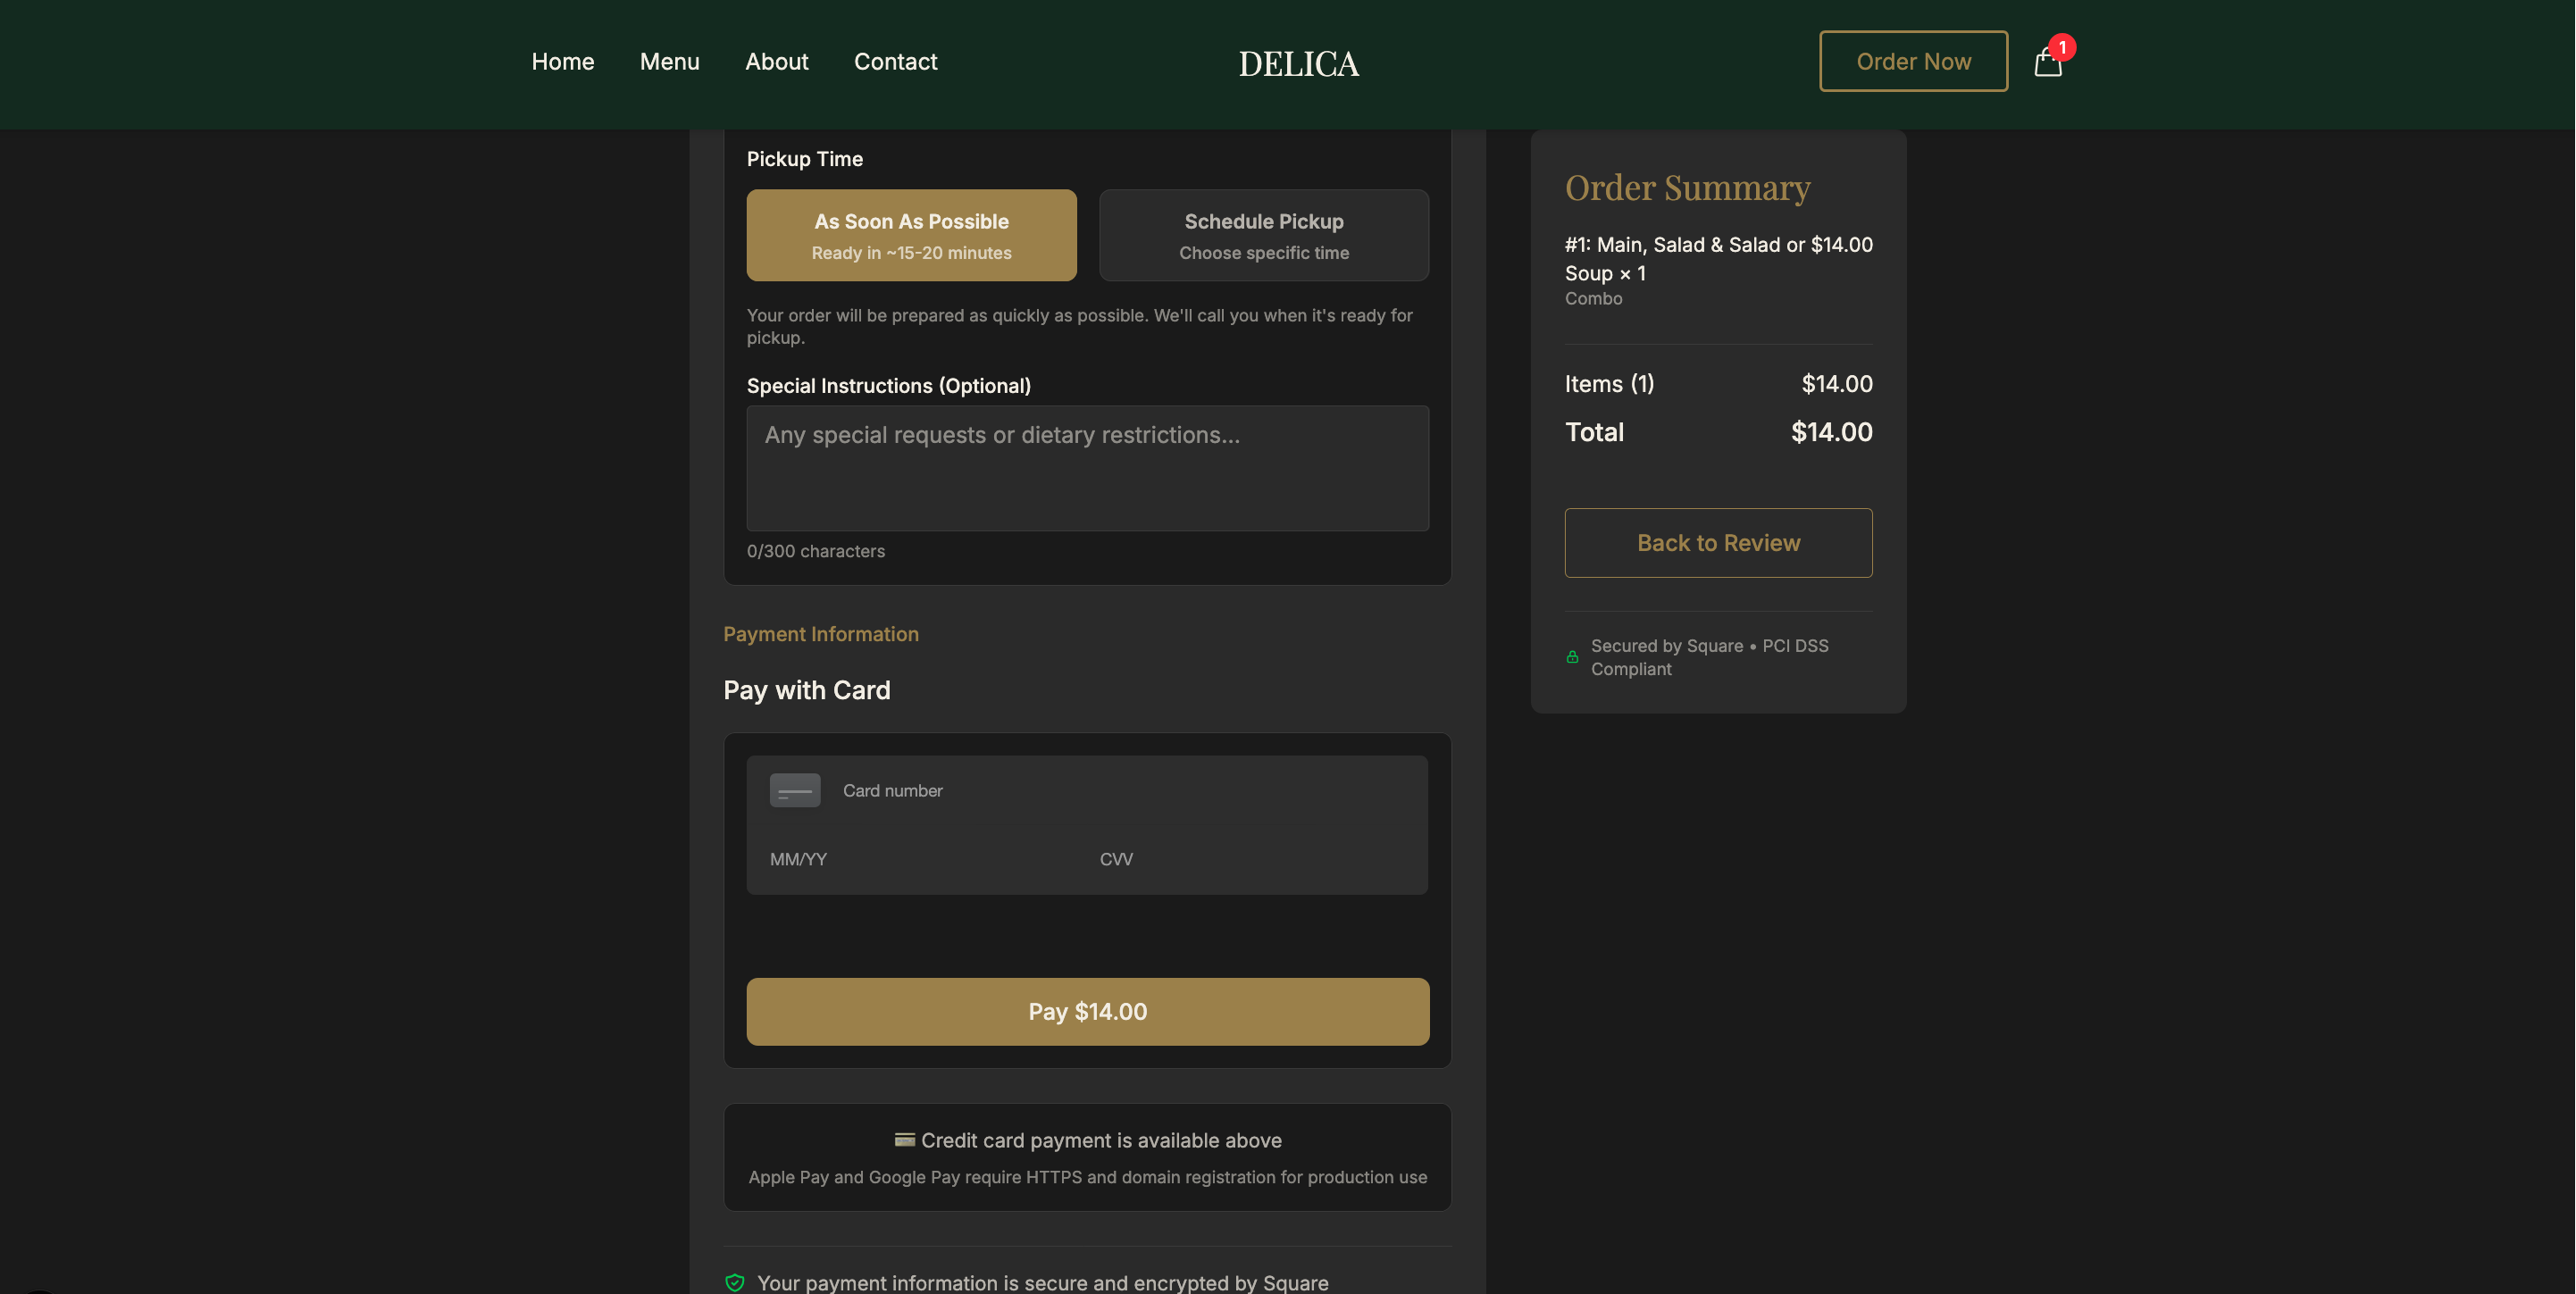 Home Menu About Contact
DELICA
Order Now
1
Pickup Time
As Soon As Possible
Ready in ~15-20 minutes
Schedule Pickup
Choose specific time
Your order will be prepared as quickly as possible. We'll call you when it's ready for
pickup.
Special Instructions (Optional)
Any special requests or dietary restrictions...
0/300 characters
Payment Information
Pay with Card
Card number
MM/YY CVV
Pay $14.00
Credit card payment is available above
Apple Pay and Google Pay require HTTPS and domain registration for production use
Your payment information is secure and encrypted by Square
Order Summary
#1: Main, Salad & Salad or $14.00
Soup × 1
Combo
Items (1) $14.00
Total $14.00
Back to Review
Secured by Square • PCI DSS
Compliant